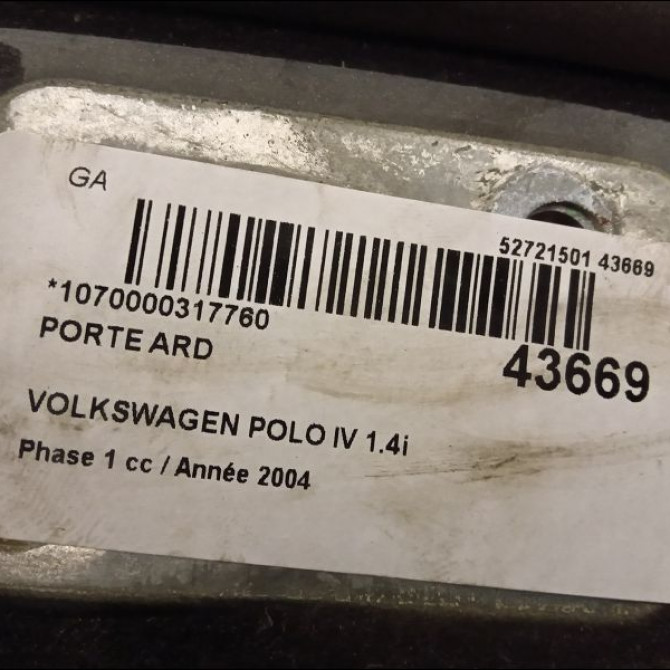 GA
52721501 43669
*1070000317760
43669
PORTE ARD
VOLKSWAGEN POLO IV 1.4i
Phase 1 cc / Année 2004